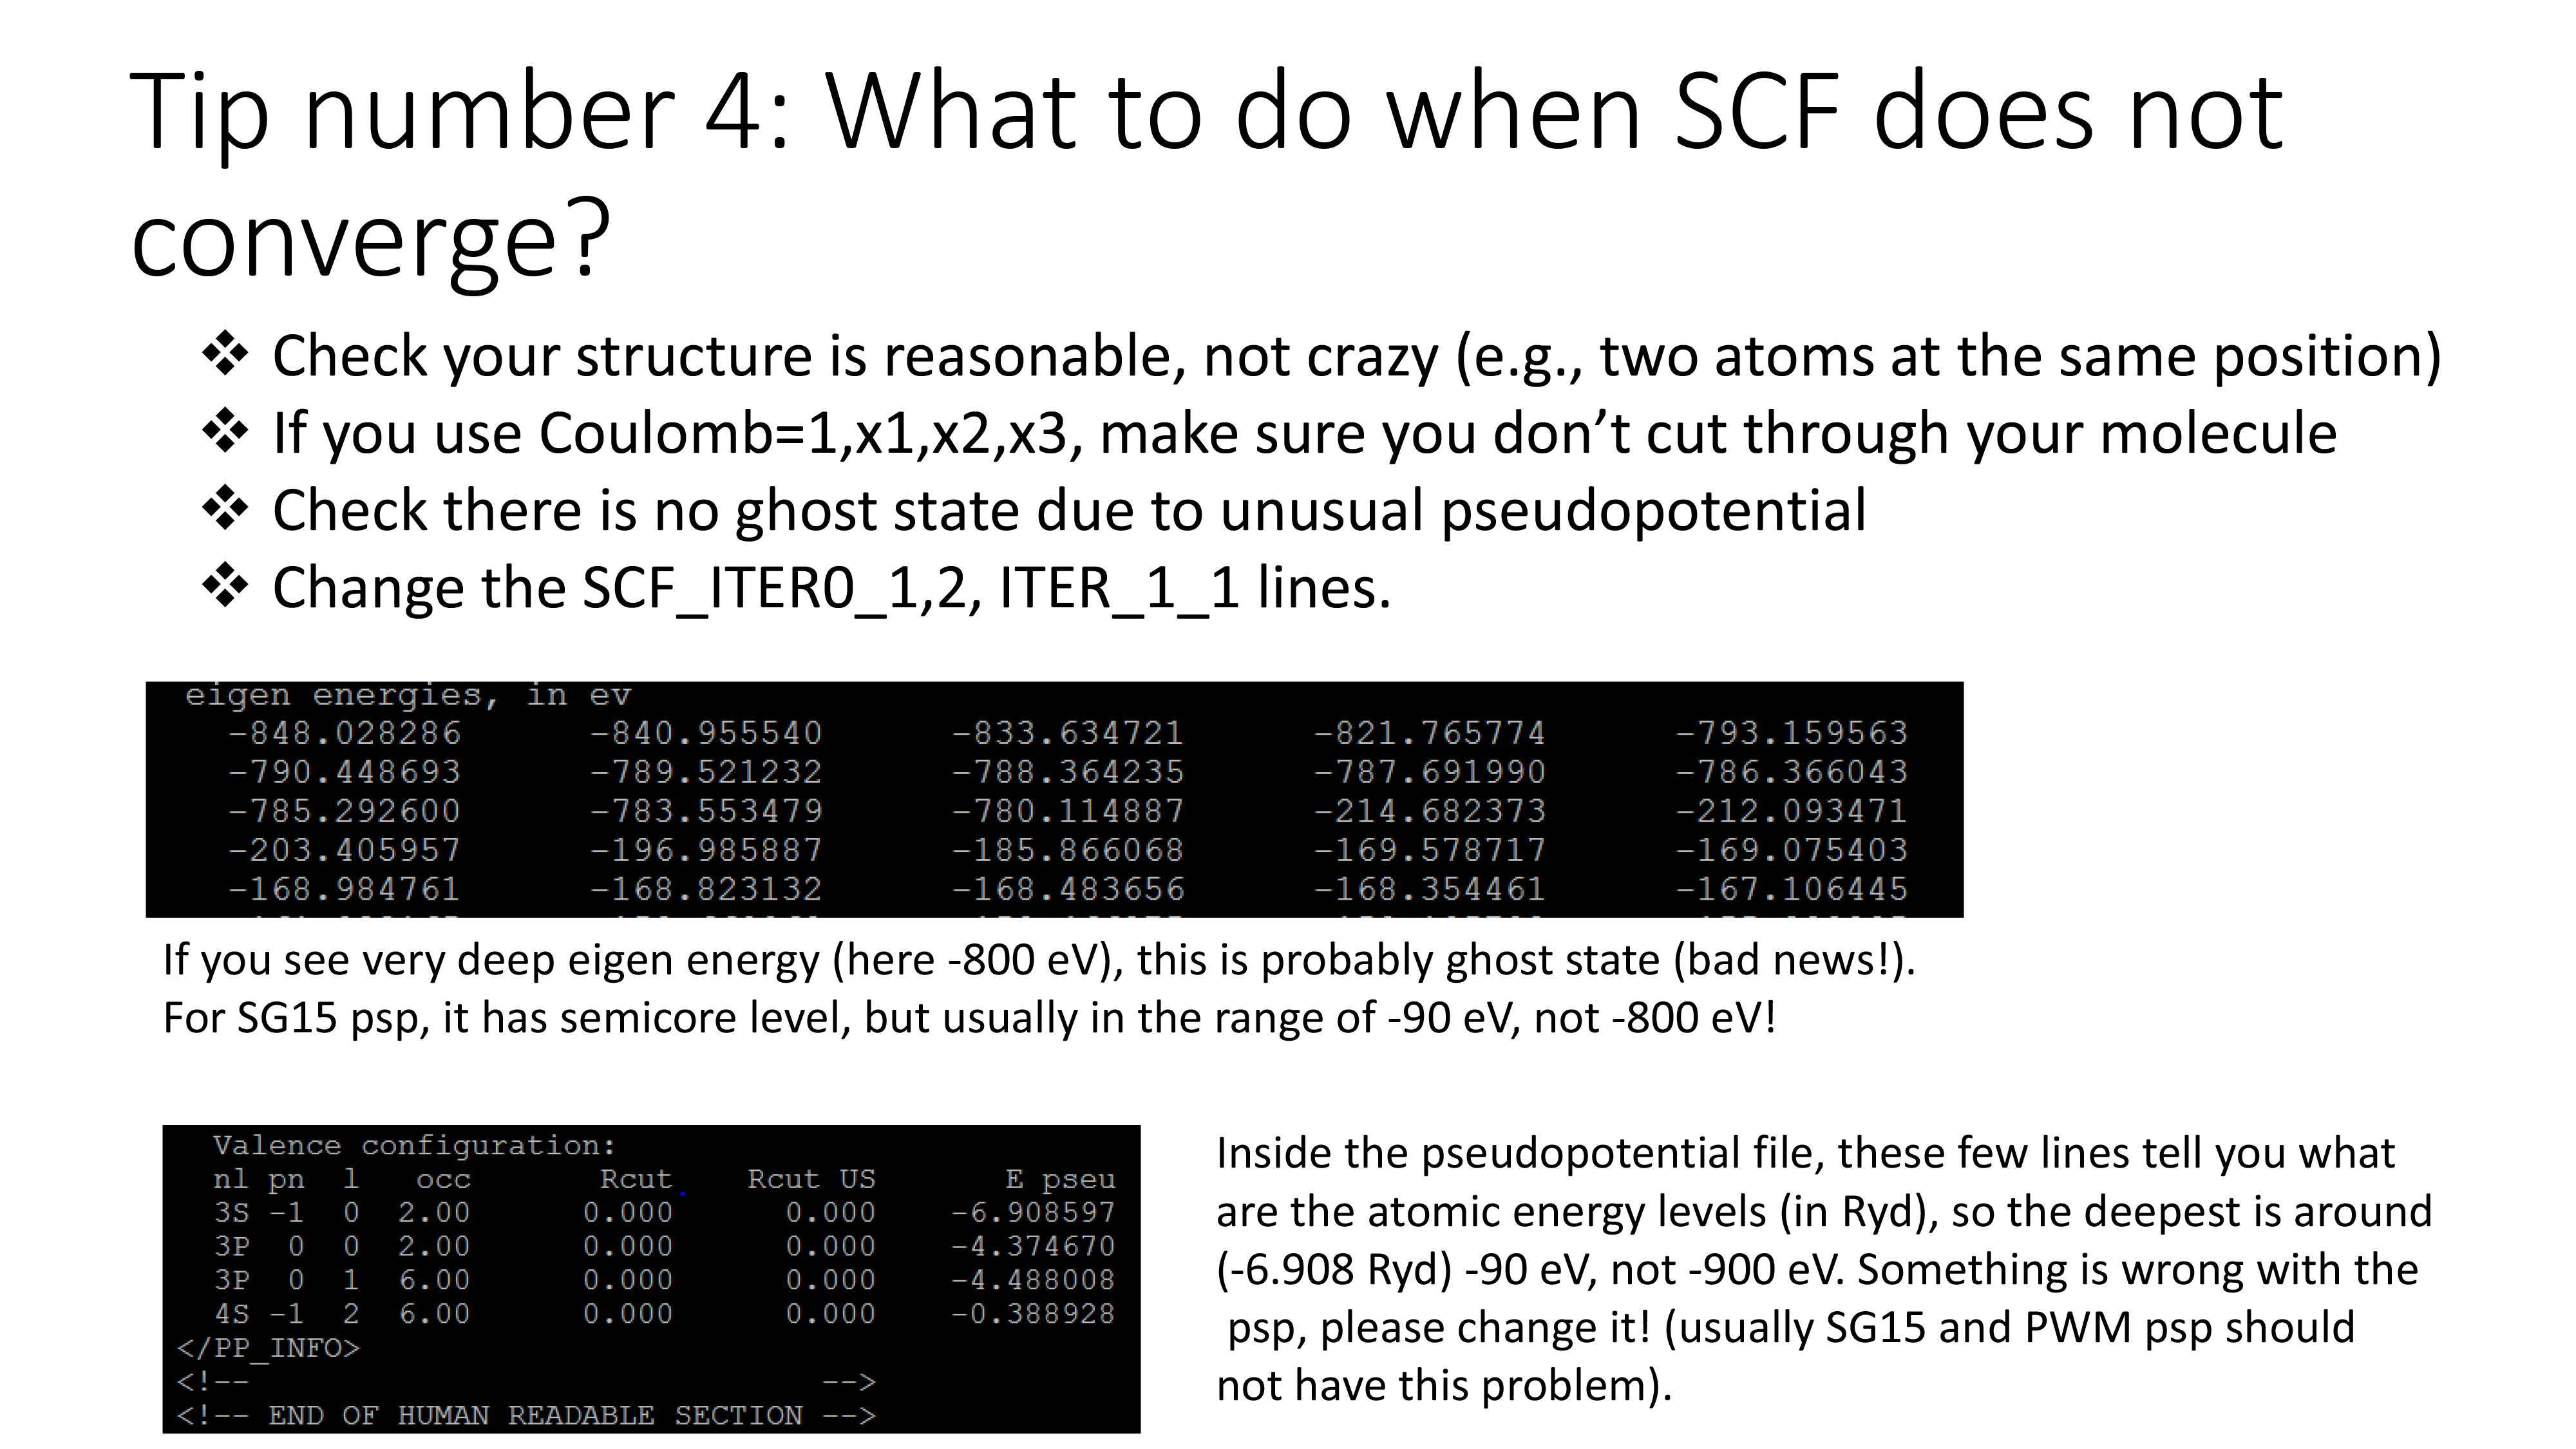 Tip number 4: What to do when SCF does not
converge?
❖ Check your structure is reasonable, not crazy (e.g., two atoms at the same position)
❖ If you use Coulomb=1,x1,x2,x3, make sure you don’t cut through your molecule
❖ Check there is no ghost state due to unusual pseudopotential
❖ Change the SCF_ITER0_1,2, ITER_1_1 lines.
eigen energies, in ev
-848.028286 -840.955540 -833.634721 -821.765774 -793.159563
-790.448693 -789.521232 -788.364235 -787.691990 -786.366043
-785.292600 -783.553479 -780.114887 -214.682373 -212.093471
-203.405957 -196.985887 -185.866068 -169.578717 -169.075403
-168.984761 -168.823132 -168.483656 -168.354461 -167.106445
If you see very deep eigen energy (here -800 eV), this is probably ghost state (bad news!).
For SG15 psp, it has semicore level, but usually in the range of -90 eV, not -800 eV!
Valence configuration:
nl pn l occ Rcut Rcut US E pseu
3S -1 0 2.00 0.000 0.000 -6.908597
3P 0 0 2.00 0.000 0.000 -4.374670
3P 0 1 6.00 0.000 0.000 -4.488008
4S -1 2 6.00 0.000 0.000 -0.388928
</PP_INFO>
<!-- -->
<!-- END OF HUMAN READABLE SECTION -->
Inside the pseudopotential file, these few lines tell you what
are the atomic energy levels (in Ryd), so the deepest is around
(-6.908 Ryd) -90 eV, not -900 eV. Something is wrong with the
psp, please change it! (usually SG15 and PWM psp should
not have this problem).